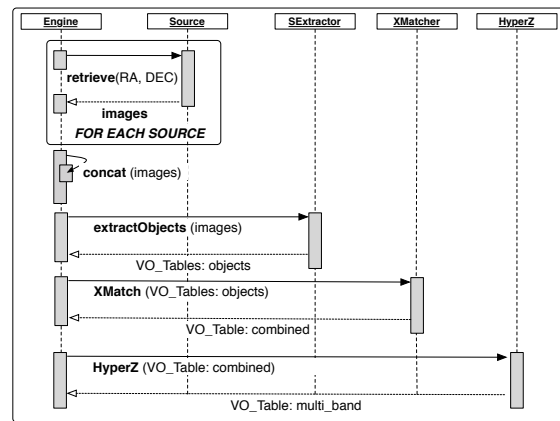 Engine Source SExtractor XMatcher HyperZ
retrieve(RA, DEC)
images
FOR EACH SOURCE
concat (images)
extractObjects (images)
VO_Tables: objects
XMatch (VO_Tables: objects)
VO_Table: combined
HyperZ (VO_Table: combined)
VO_Table: multi_band